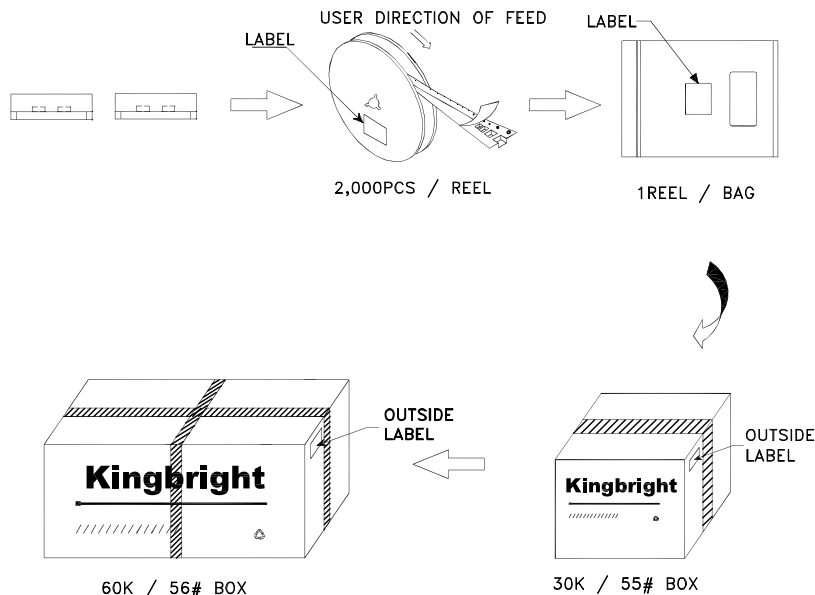 USER DIRECTION OF FEED
LABEL
LABEL
2,000PCS / REEL
1REEL / BAG
OUTSIDE
LABEL
Kingbright
60K / 56# BOX
OUTSIDE
LABEL
Kingbright
30K / 55# BOX